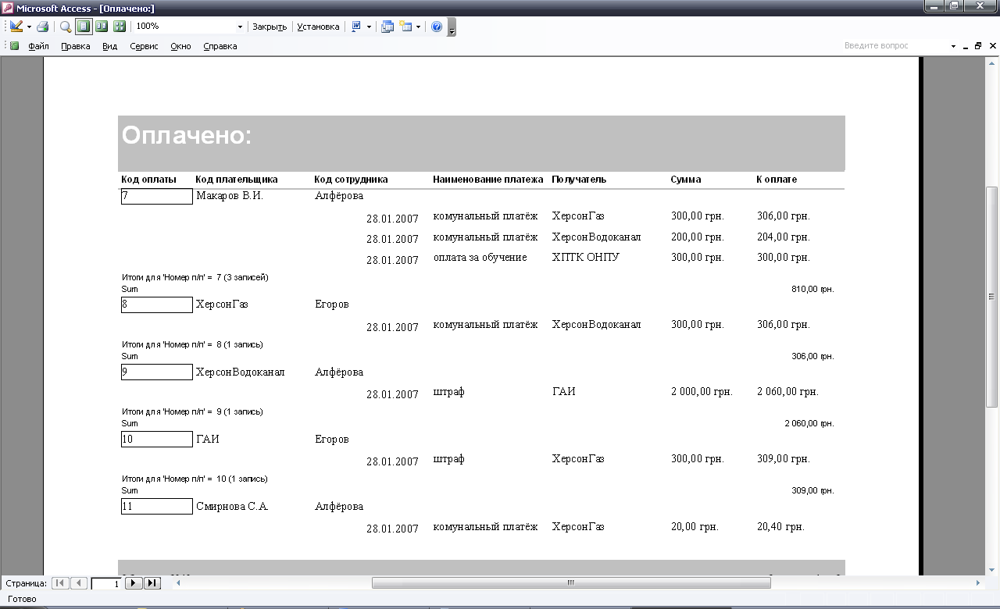 Microsoft Access - [Оплачено:]
100% Закрыть Установка
Файл Правка Вид Сервис Окно Справка Введите вопрос
Оплачено:
Код оплаты Код плательщика Код сотрудника Наименование платежа Получатель Сумма К оплате
7 Макаров В.И. Алфёрова
28.01.2007 комунальный платёж ХерсонГаз 300,00 грн. 306,00 грн.
28.01.2007 комунальный платёж ХерсонВодоканал 200,00 грн. 204,00 грн.
28.01.2007 оплата за обучение ХПТК ОНПУ 300,00 грн. 300,00 грн.
Итоги для 'Номер п/п' = 7 (3 записей)
Sum 810,00 грн.
8 ХерсонГаз Егоров
28.01.2007 комунальный платёж ХерсонВодоканал 300,00 грн. 306,00 грн.
Итоги для 'Номер п/п' = 8 (1 запись)
Sum 306,00 грн.
9 ХерсонВодоканал Алфёрова
28.01.2007 штраф ГАИ 2 000,00 грн. 2 060,00 грн.
Итоги для 'Номер п/п' = 9 (1 запись)
Sum 2 060,00 грн.
10 ГАИ Егоров
28.01.2007 штраф ХерсонГаз 300,00 грн. 309,00 грн.
Итоги для 'Номер п/п' = 10 (1 запись)
Sum 309,00 грн.
11 Смирнова С.А. Алфёрова
28.01.2007 комунальный платёж ХерсонГаз 20,00 грн. 20,40 грн.
Страница: 1
Готово